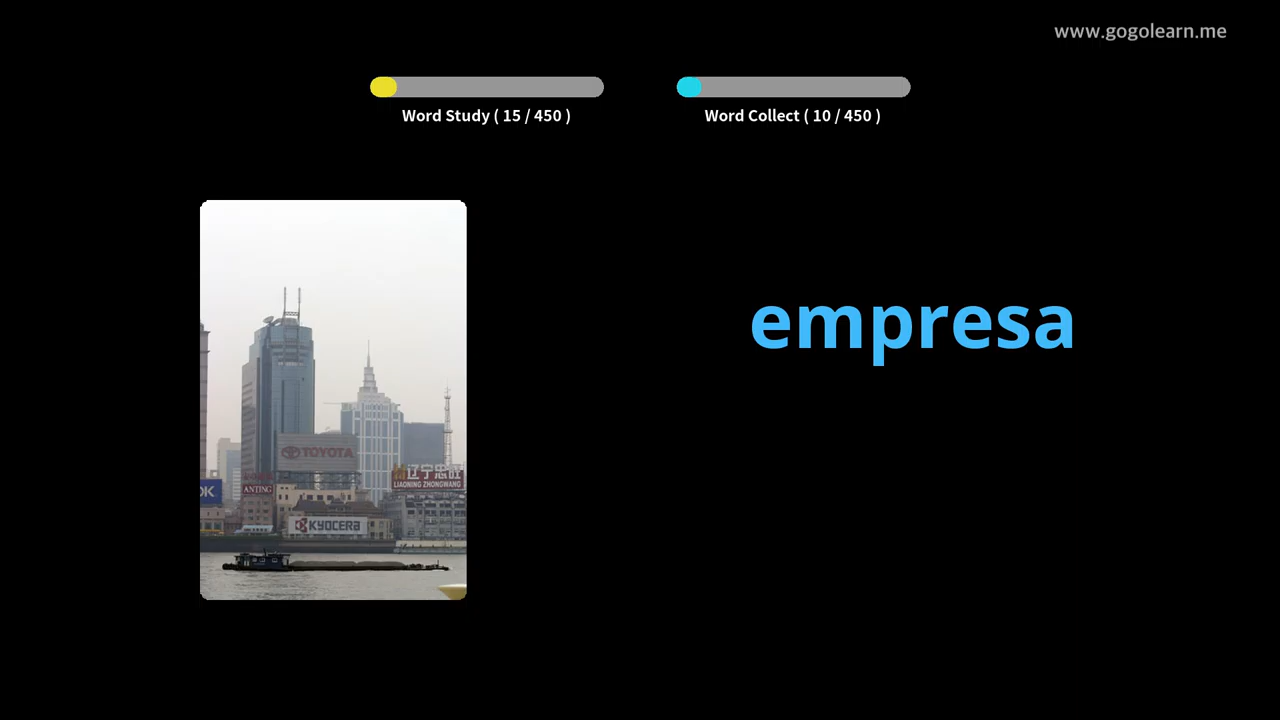 www.gogolearn.me
Word Study ( 15 / 450 )
Word Collect ( 10 / 450 )
empresa
TOYOTA
辽宁忠旺
LIAONING ZHONGWANG
OK
ANTING
KYOCERA